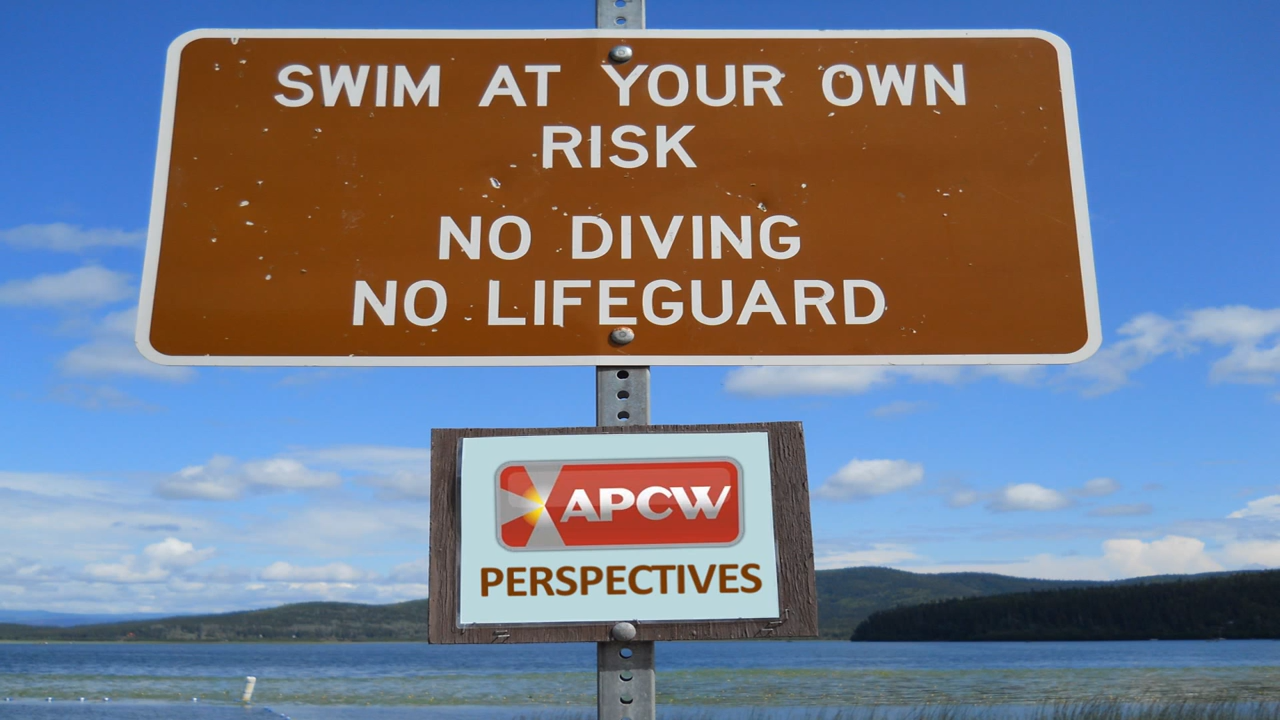 SWIM AT YOUR OWN
RISK
NO DIVING
NO LIFEGUARD
APCW
PERSPECTIVES